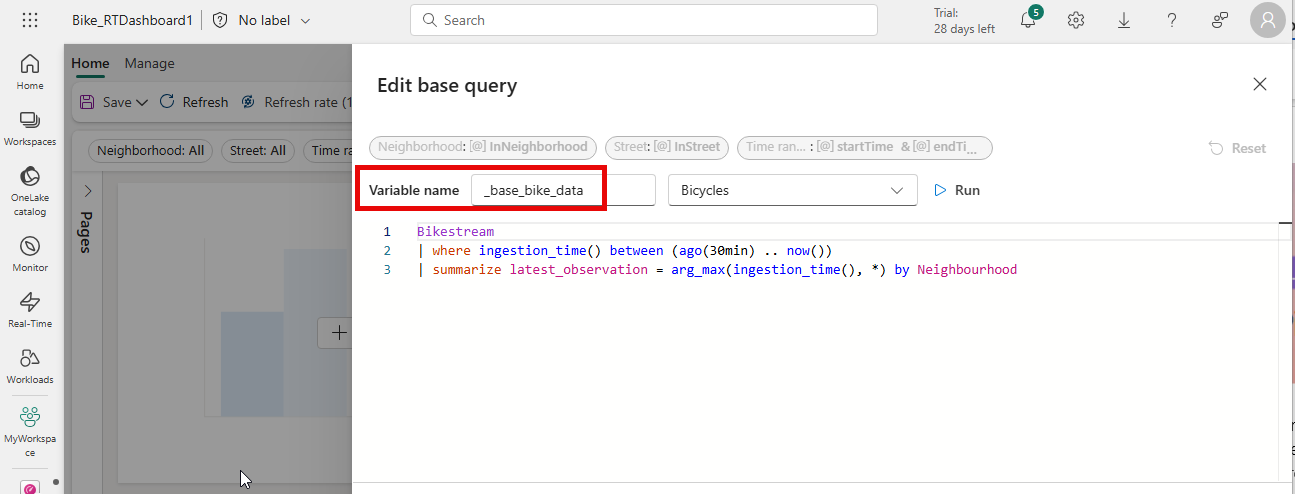 Bike_RTDashboard1
No label
Search
Trial:
28 days left
5
Home
Workspaces
OneLake
catalog
Monitor
Real-Time
Workloads
MyWorkspa
ce
Home
Manage
Save
Refresh
Refresh rate (1
Neighborhood: All
Street: All
Time ra
Pages
Edit base query
Neighborhood: [@] InNeighborhood
Street: [@] InStreet
Time ran... : [@] startTime & [@] endTi...
Reset
Variable name
_base_bike_data
Bicycles
Run
1 Bikestream
2 | where ingestion_time() between (ago(30min) .. now())
3 | summarize latest_observation = arg_max(ingestion_time(), *) by Neighbourhood